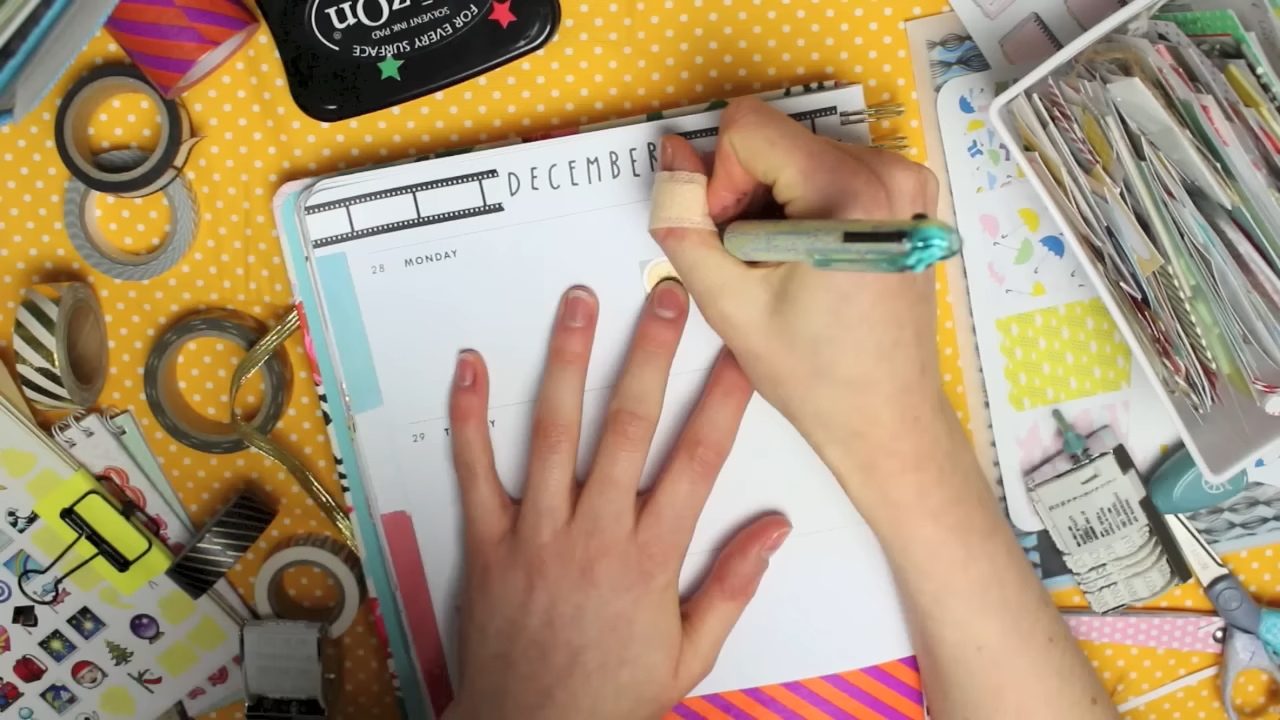 zOn
SOLVENT INK PAD
FOR EVERY SURFACE
DECEMBER
28 MONDAY
29 T